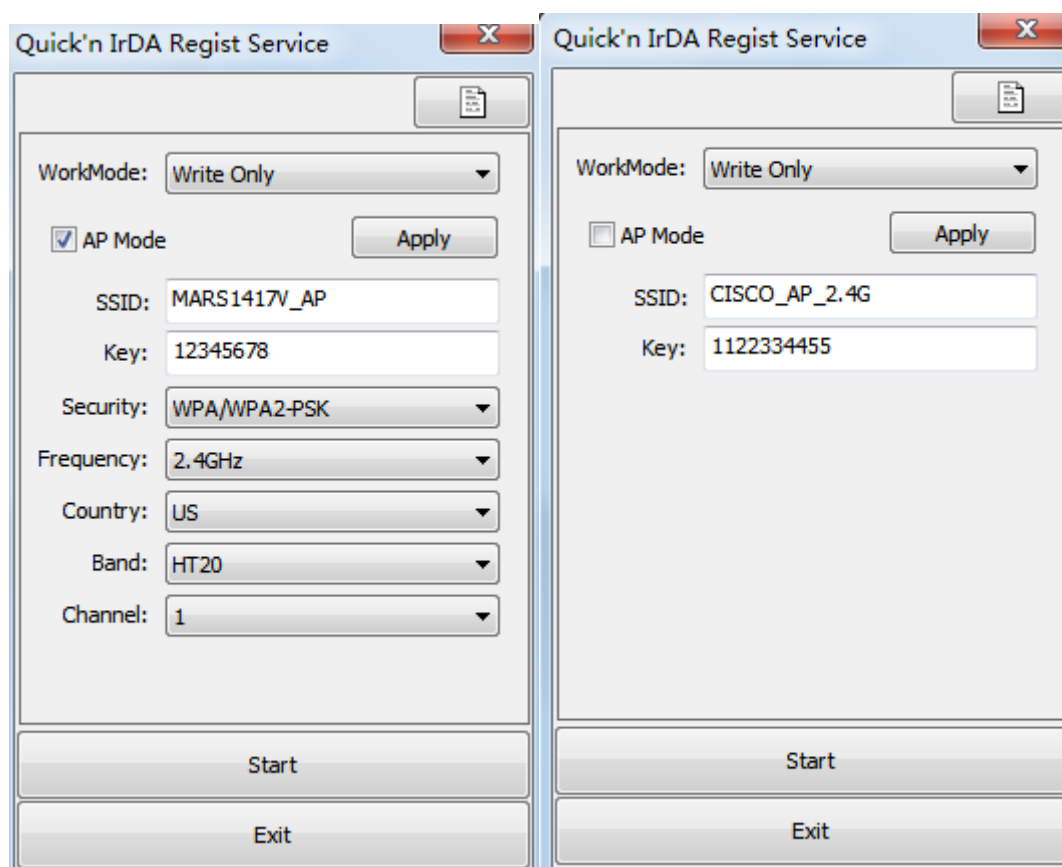 Quick'n IrDA Regist Service
WorkMode: Write Only
AP Mode Apply
SSID: MARS1417V_AP
Key: 12345678
Security: WPA/WPA2-PSK
Frequency: 2.4GHz
Country: US
Band: HT20
Channel: 1
Start
Exit
Quick'n IrDA Regist Service
WorkMode: Write Only
AP Mode Apply
SSID: CISCO_AP_2.4G
Key: 1122334455
Start
Exit